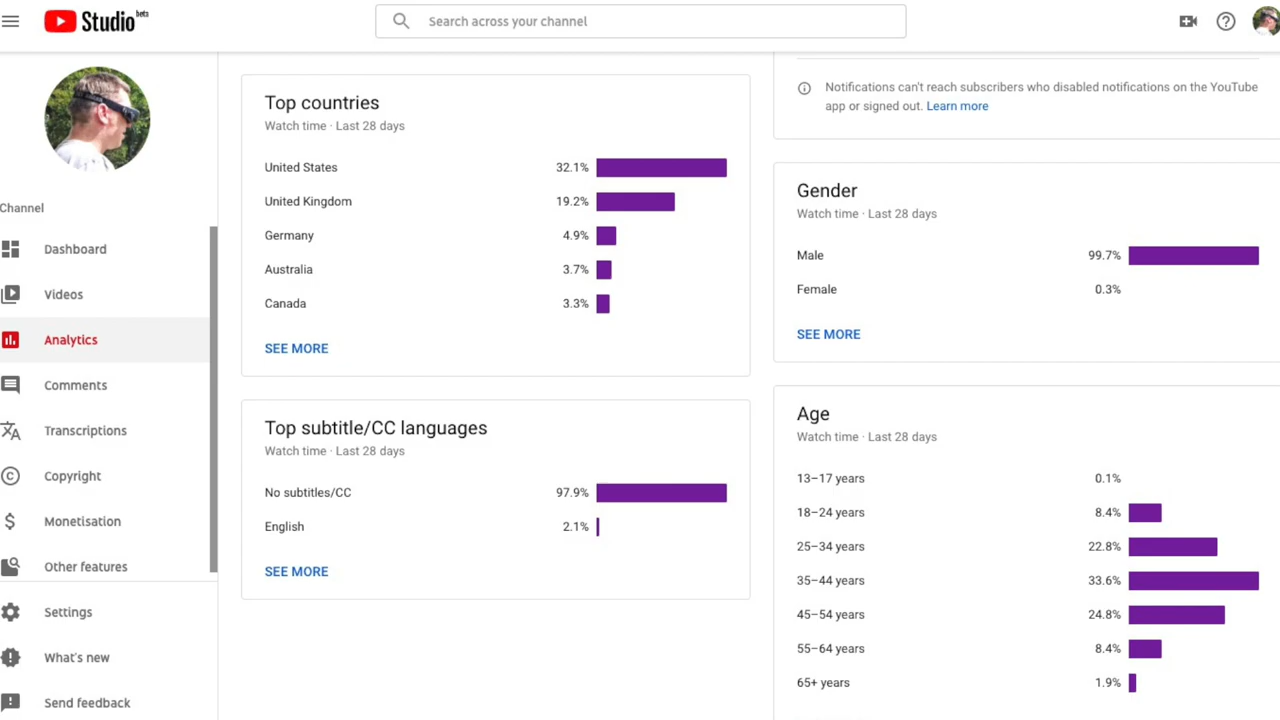 Studio beta
Search across your channel
Channel
Dashboard
Videos
Analytics
Comments
Transcriptions
Copyright
Monetisation
Other features
Settings
What's new
Send feedback
Top countries
Watch time · Last 28 days
United States 32.1%
United Kingdom 19.2%
Germany 4.9%
Australia 3.7%
Canada 3.3%
SEE MORE
Top subtitle/CC languages
Watch time · Last 28 days
No subtitles/CC 97.9%
English 2.1%
SEE MORE
Notifications can't reach subscribers who disabled notifications on the YouTube
app or signed out. Learn more
Gender
Watch time · Last 28 days
Male 99.7%
Female 0.3%
SEE MORE
Age
Watch time · Last 28 days
13–17 years 0.1%
18–24 years 8.4%
25–34 years 22.8%
35–44 years 33.6%
45–54 years 24.8%
55–64 years 8.4%
65+ years 1.9%